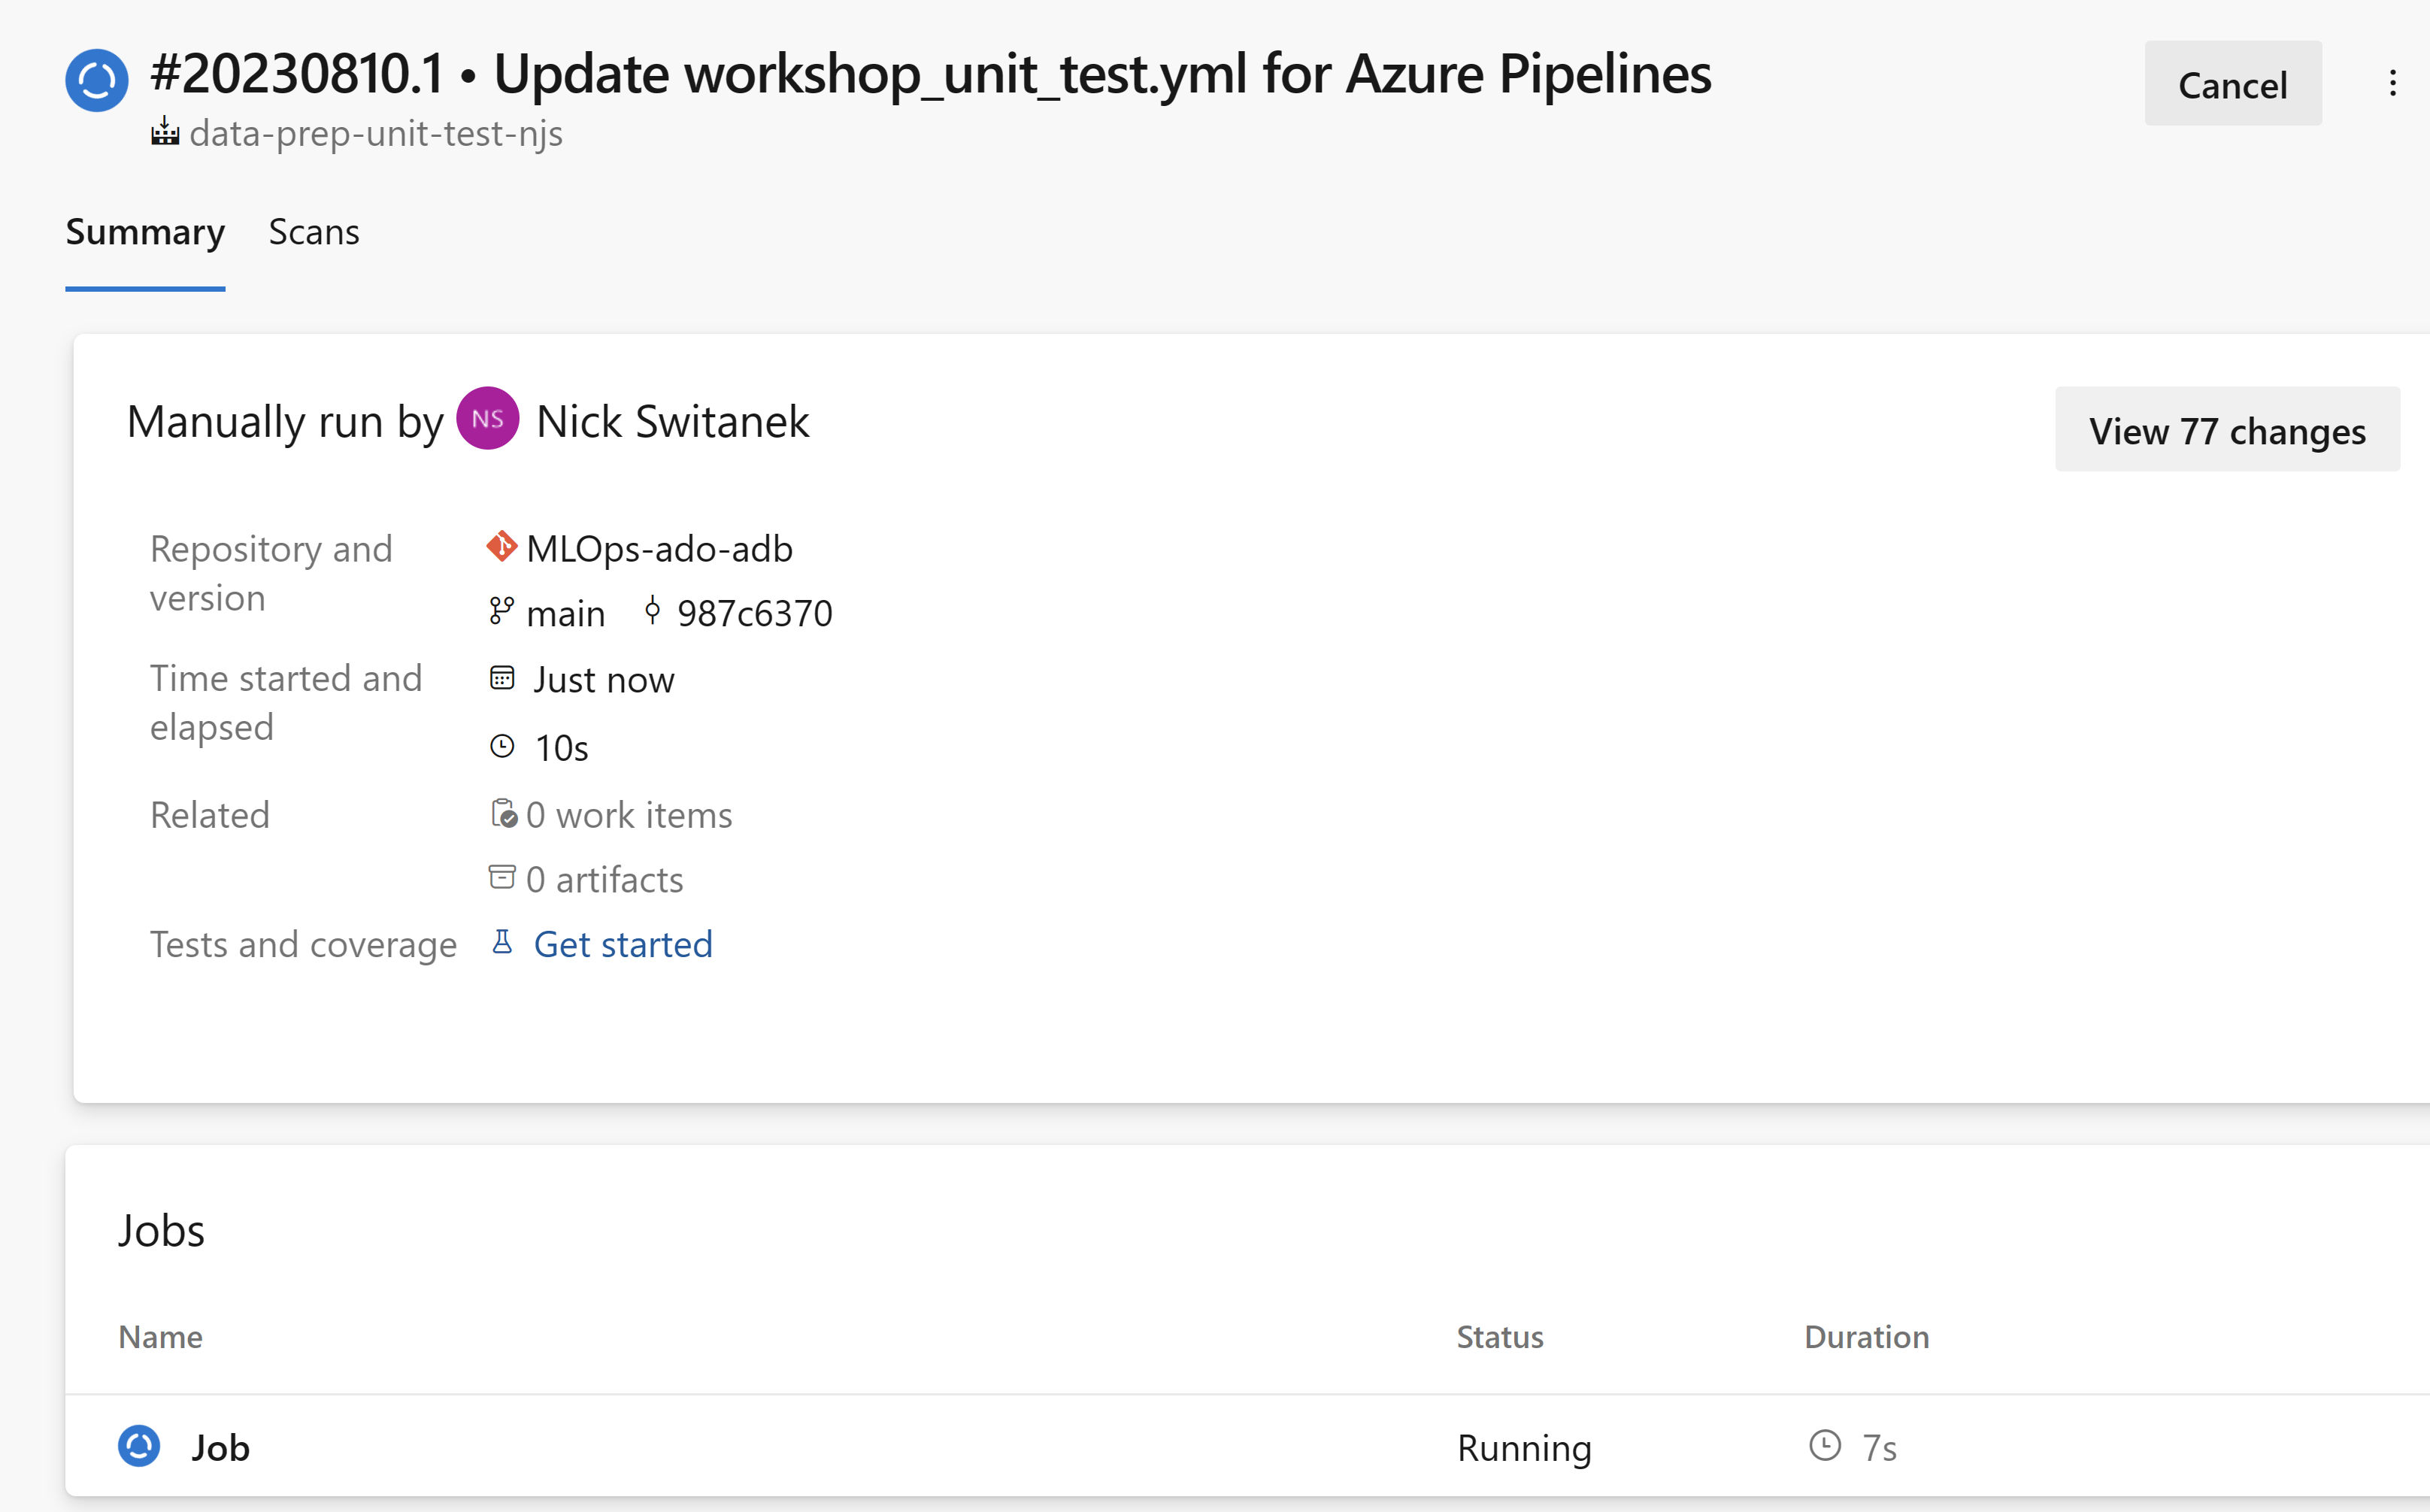 #20230810.1 • Update workshop_unit_test.yml for Azure Pipelines
Cancel
data-prep-unit-test-njs
Summary Scans
Manually run by NS Nick Switanek
View 77 changes
Repository and
version
MLOps-ado-adb
main 987c6370
Time started and
elapsed
Just now
10s
Related
0 work items
0 artifacts
Tests and coverage
Get started
Jobs
Name Status Duration
Job Running 7s